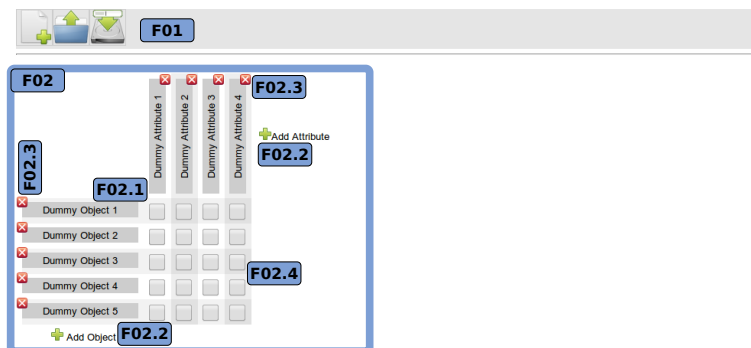 F01
F02
F02.3
Dummy Attribute 1
Dummy Attribute 2
Dummy Attribute 3
Dummy Attribute 4
Add Attribute
F02.2
F02.3
F02.1
Dummy Object 1
Dummy Object 2
Dummy Object 3
F02.4
Dummy Object 4
Dummy Object 5
Add Object
F02.2